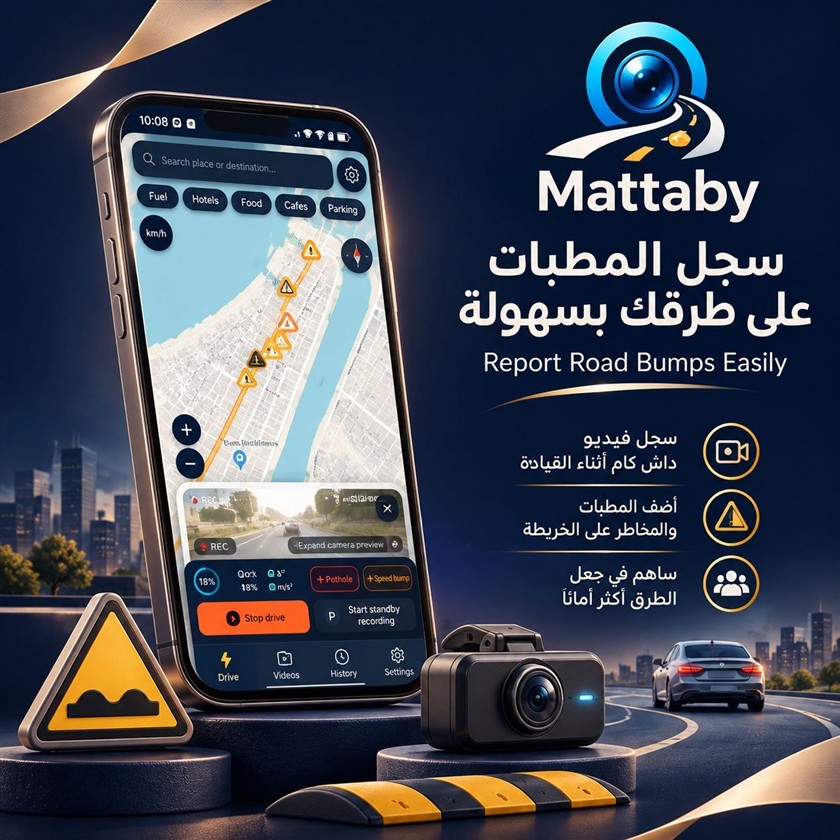 10:08
Search place or destination...
Fuel
Hotels
Food
Cafes
Parking
km/h
+
−
REC
REC
Expand camera preview
18%
18%
+ Pothole
+ Speed bump
Stop drive
P
Start standby
recording
Drive
Videos
History
Settings
Mattaby
سجل المطبات
على طرقك بسهولة
Report Road Bumps Easily
سجل فيديو
داش كام أثناء القيادة
أضف المطبات
والمخاطر على الخريطة
ساهم في جعل
الطرق أكثر أمانًا